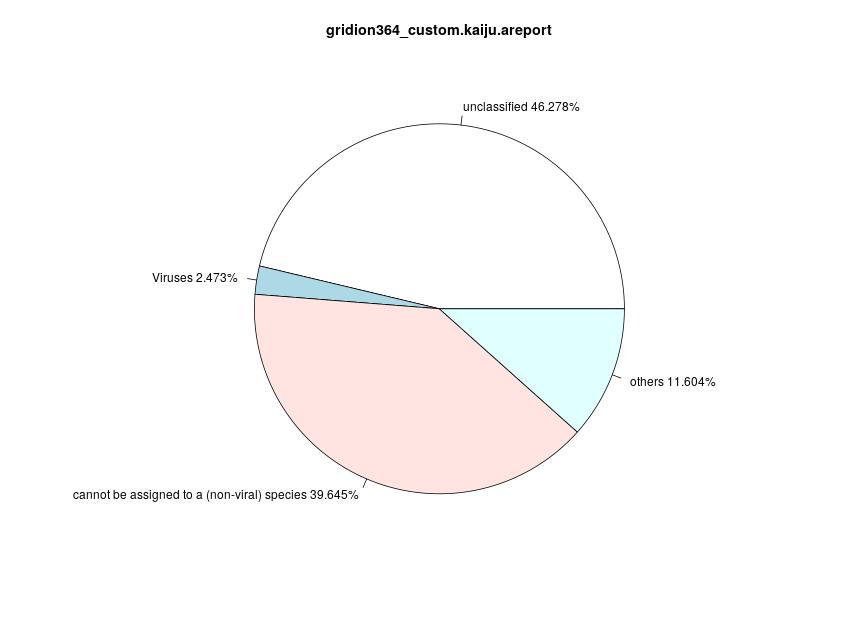 gridion364_custom.kaiju.areport
unclassified 46.278%
Viruses 2.473%
others 11.604%
cannot be assigned to a (non-viral) species 39.645%